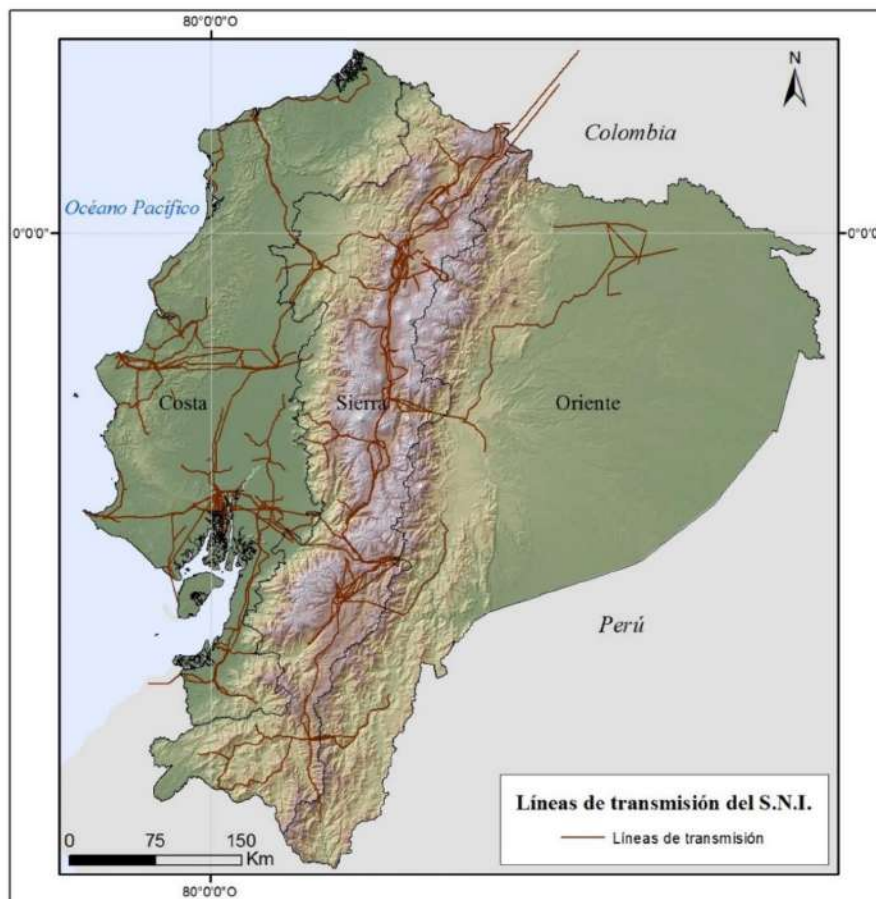 80°0'0"O
N
Colombia
Océano Pacífico
0°0'0"
0°0'0
Costa
Sierra
Oriente
Perú
Líneas de transmisión del S.N.I.
Líneas de transmisión
0 75 150
Km
80°0'0"O